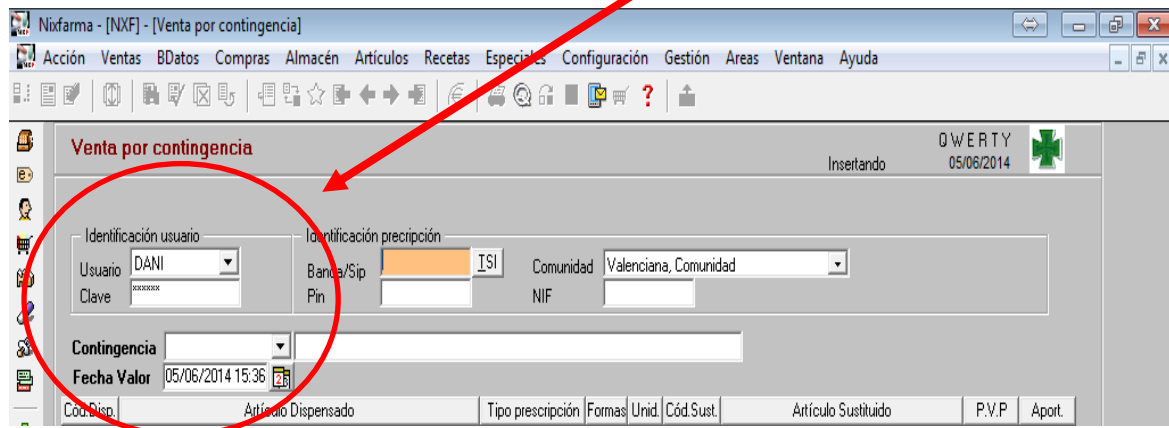 Nixfarma - [NXF] - [Venta por contingencia]
Acción Ventas BDatos Compras Almacén Artículos Recetas Especiales Configuración Gestión Areas Ventana Ayuda
Venta por contingencia
QWERTY
Insertando 05/06/2014
Identificación usuario Identificación precripción
Usuario DANI Banda/Sip TSI Comunidad Valenciana, Comunidad
Clave xxxxxx Pin NIF
Contingencia
Fecha Valor 05/06/2014 15:36
Cód.Disp. Artículo Dispensado Tipo prescripción Formas Unid. Cód.Sust. Artículo Sustituido P.V.P Aport.